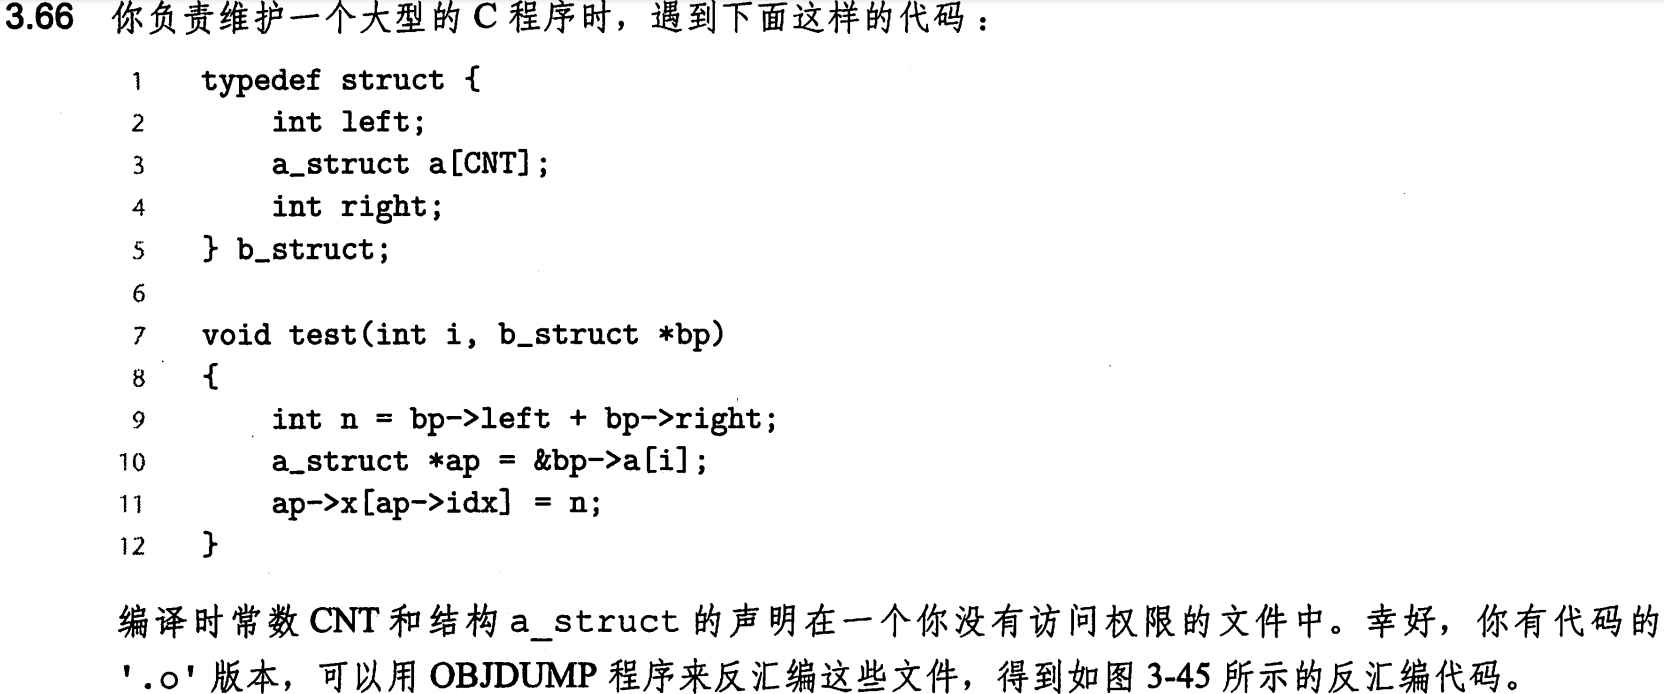 3.66 你负责维护一个大型的 C 程序时，遇到下面这样的代码：
1 typedef struct {
2 int left;
3 a_struct a[CNT];
4 int right;
5 } b_struct;
6
7 void test(int i, b_struct *bp)
8 {
9 int n = bp->left + bp->right;
10 a_struct *ap = &bp->a[i];
11 ap->x[ap->idx] = n;
12 }
编译时常数 CNT 和结构 a_struct 的声明在一个你没有访问权限的文件中。幸好，你有代码的
'.o' 版本，可以用 OBJDUMP 程序来反汇编这些文件，得到如图 3-45 所示的反汇编代码。